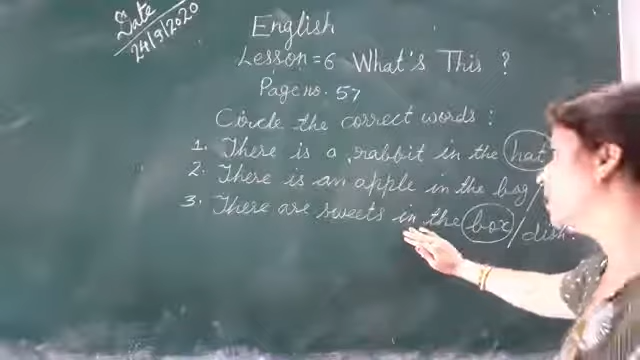 Date
24/9/2020
English
Lesson = 6 What's This ?
Page no. 57
Circle the correct words :
1. There is a rabbit in the hat
2. There is an apple in the bag/
3. There are sweets in the box/dish.